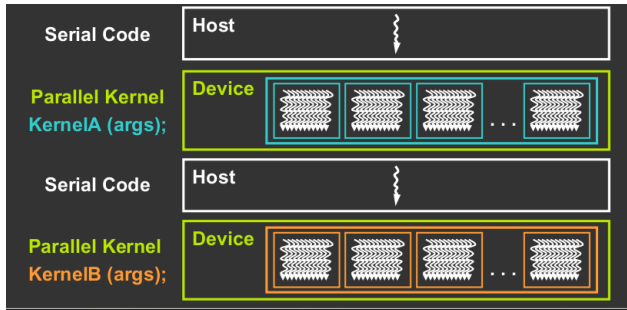 Serial Code
Host
Parallel Kernel
KernelA (args);
Device
. . .
Serial Code
Host
Parallel Kernel
KernelB (args);
Device
. . .